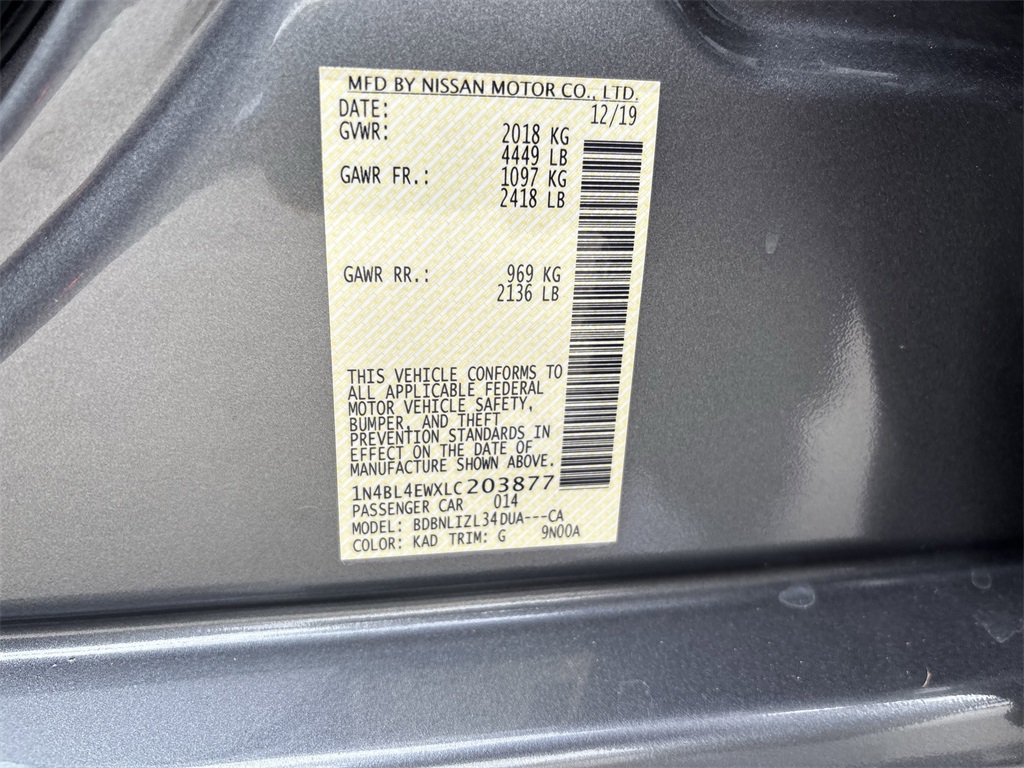 MFD BY NISSAN MOTOR CO., LTD.
DATE: 12/19
GVWR: 2018 KG
4449 LB
GAWR FR.: 1097 KG
2418 LB
GAWR RR.: 969 KG
2136 LB
THIS VEHICLE CONFORMS TO
ALL APPLICABLE FEDERAL
MOTOR VEHICLE SAFETY,
BUMPER, AND THEFT
PREVENTION STANDARDS IN
EFFECT ON THE DATE OF
MANUFACTURE SHOWN ABOVE.
1N4BL4EWXLC203877
PASSENGER CAR 014
MODEL: BDBNLIZL34DUA---CA
COLOR: KAD TRIM: G 9N00A